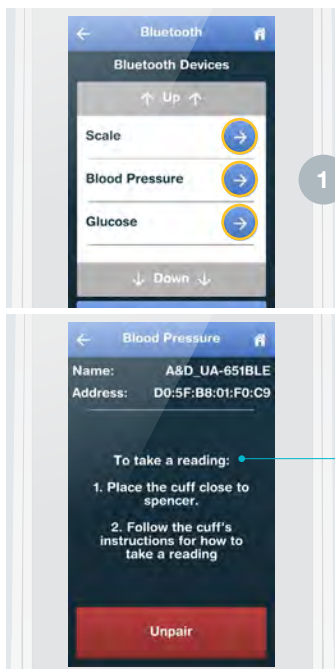 Bluetooth
Bluetooth Devices
↑ Up ↑
Scale
Blood Pressure
Glucose
↓ Down ↓
1
Blood Pressure
Name: A&D_UA-651BLE
Address: D0:5F:B8:01:F0:C9
To take a reading:
1. Place the cuff close to
spencer.
2. Follow the cuff's
instructions for how to
take a reading
Unpair